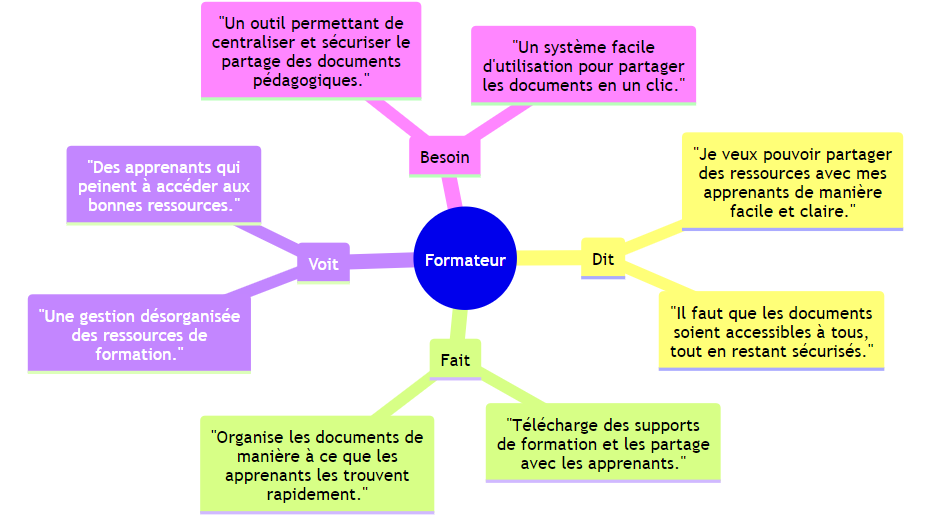 "Un outil permettant de
centraliser et sécuriser le
partage des documents
pédagogiques."
"Un système facile
d'utilisation pour partager
les documents en un clic."
Besoin
"Des apprenants qui
peinent à accéder aux
bonnes ressources."
"Je veux pouvoir partager
des ressources avec mes
apprenants de manière
facile et claire."
Voit
Formateur
Dit
"Une gestion désorganisée
des ressources de
formation."
"Il faut que les documents
soient accessibles à tous,
tout en restant sécurisés."
Fait
"Organise les documents de
manière à ce que les
apprenants les trouvent
rapidement."
"Télécharge des supports
de formation et les partage
avec les apprenants."